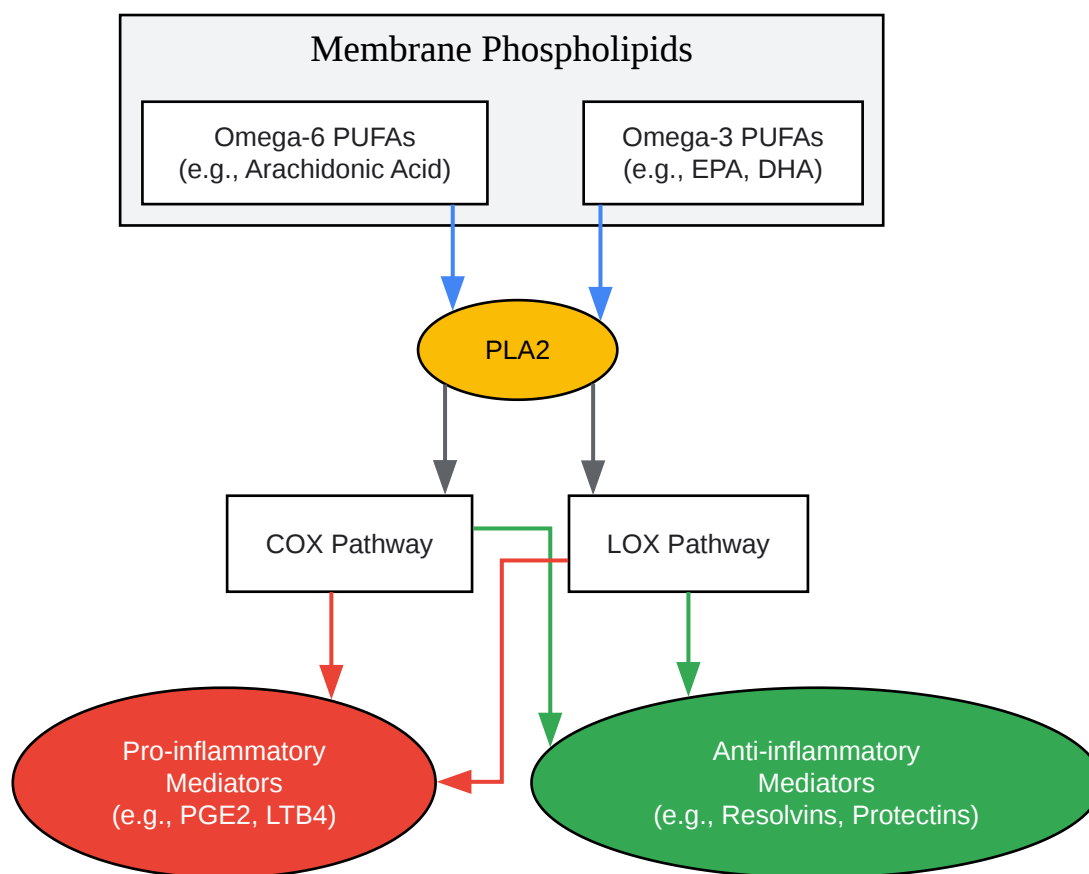 Membrane Phospholipids
Omega-6 PUFAs
(e.g., Arachidonic Acid)
Omega-3 PUFAs
(e.g., EPA, DHA)
PLA2
COX Pathway
LOX Pathway
Pro-inflammatory
Mediators
(e.g., PGE2, LTB4)
Anti-inflammatory
Mediators
(e.g., Resolvins, Protectins)